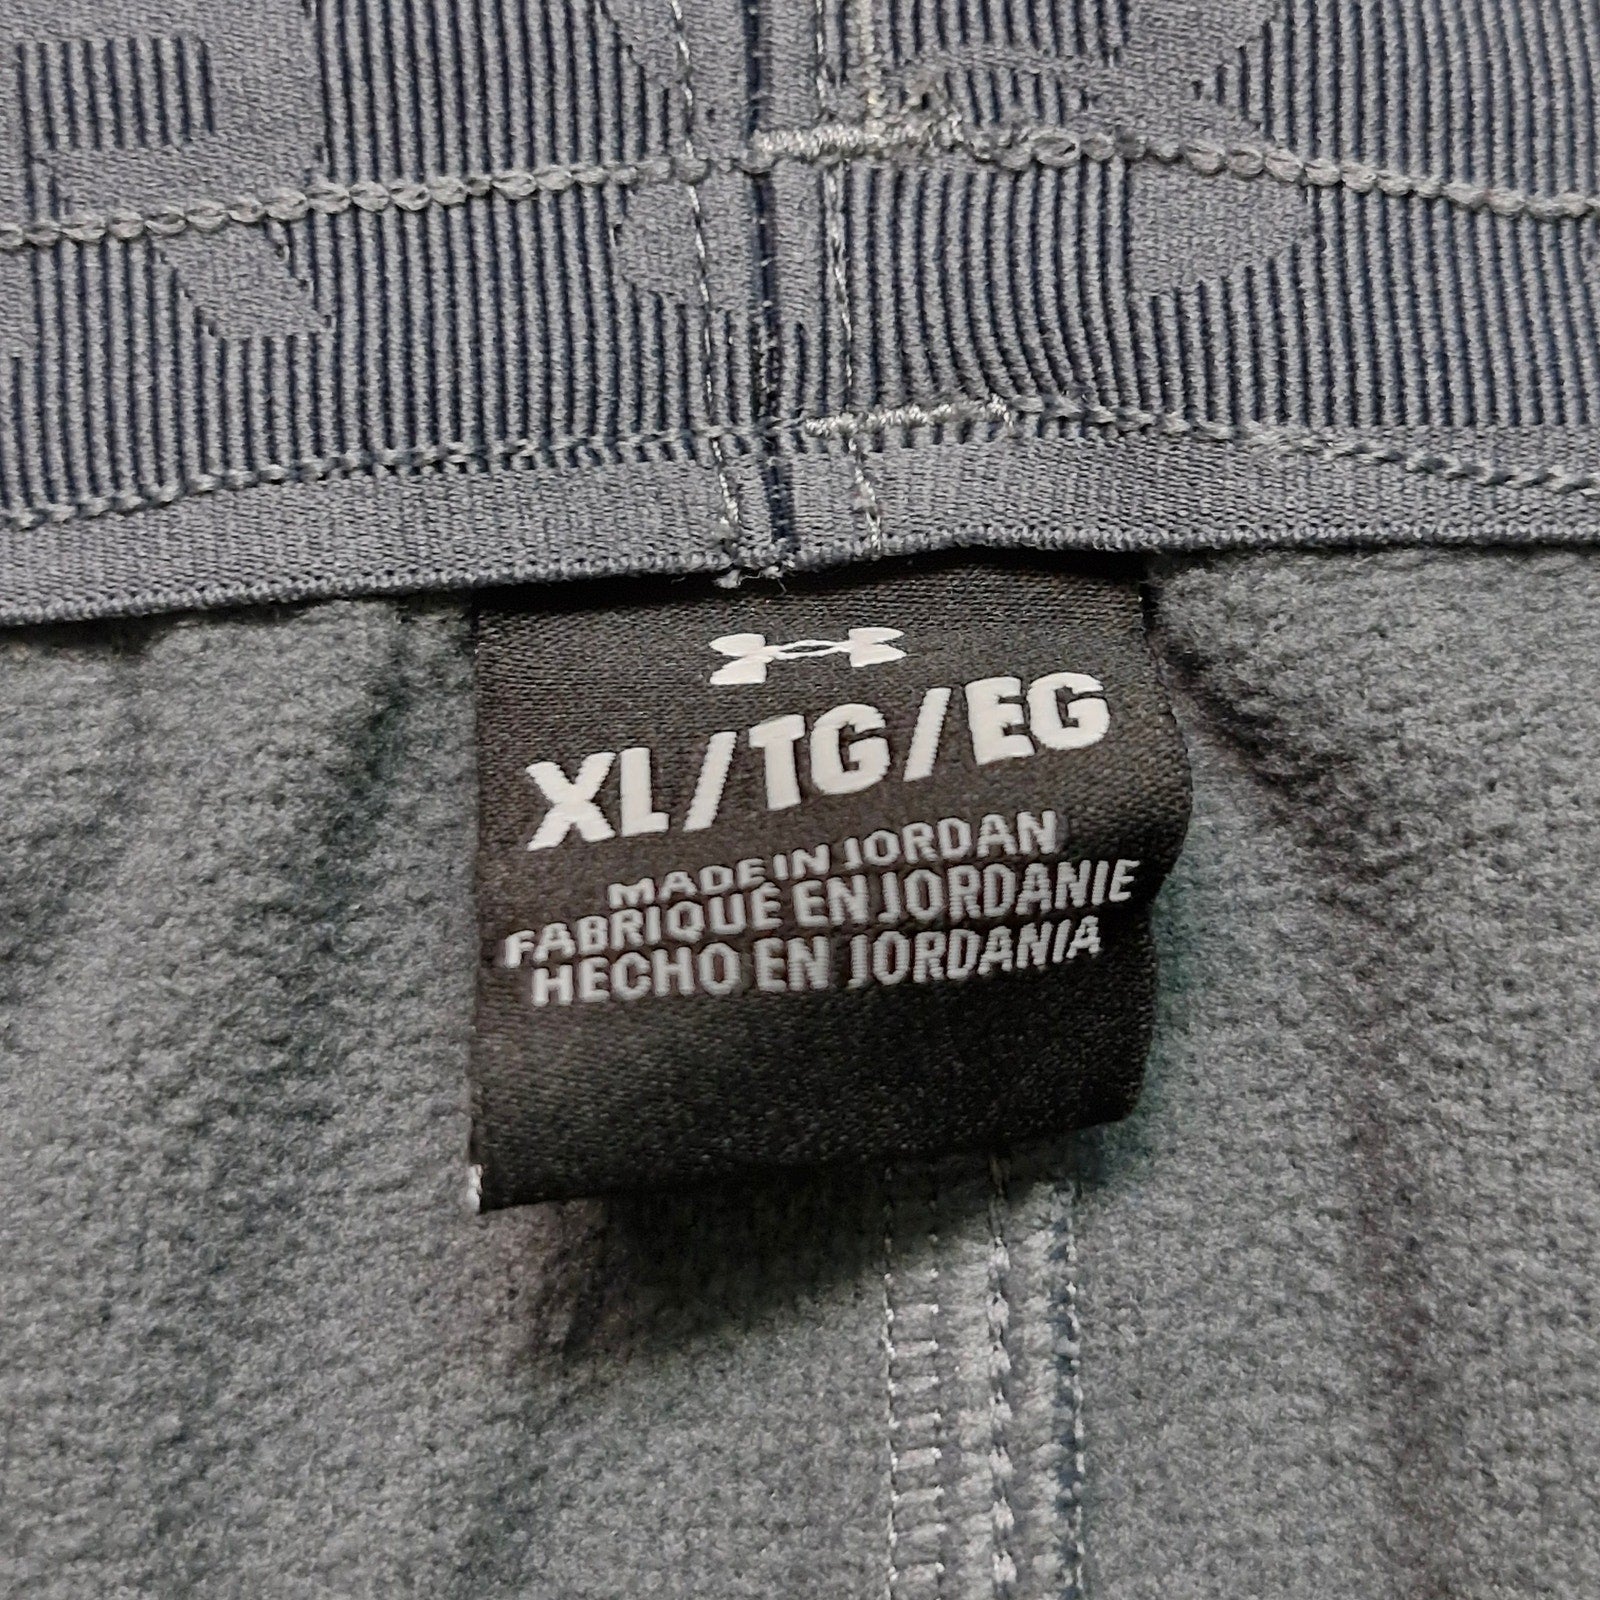 XL/TG/EG
MADE IN JORDAN
FABRIQUÉ EN JORDANIE
HECHO EN JORDANIA